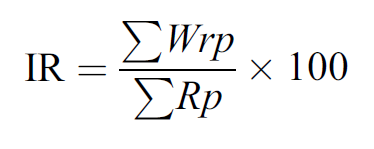 IR = ∑Wrp / ∑Rp × 100